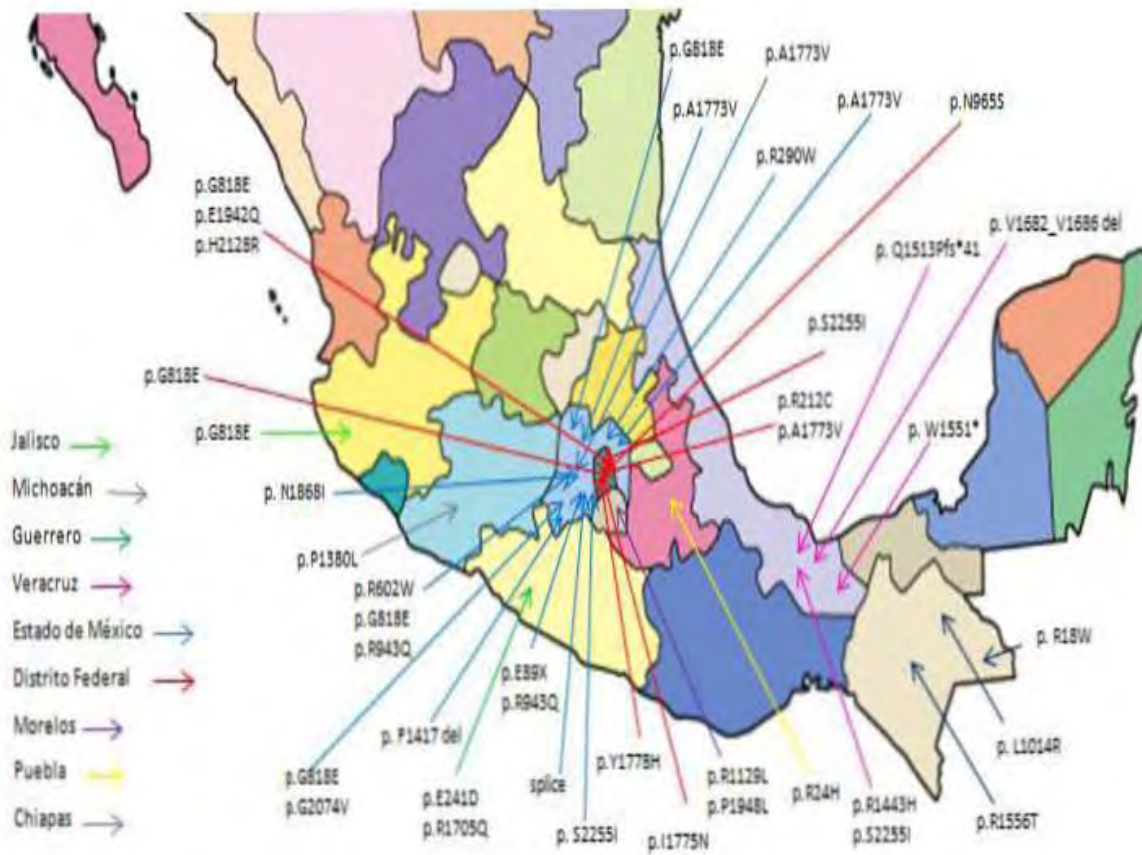 p.G818E
p.A1773V
p.A1773V
p.A1773V
p.N965S
p.R290W
p.G818E
p.E1942Q
p.H2128R
p. V1682_V1686 del
p. Q1513Pfs*41
p.S2255I
p.G818E
p.R212C
p.A1773V
p.G818E
p. W1551*
Jalisco
Michoacán
Guerrero
Veracruz
Estado de México
Distrito Federal
Morelos
Puebla
Chiapas
p. N1868I
p.P1380L
p.R602W
p.G818E
p.R943Q
p. R18W
p.E89X
p.R943Q
p. F1417 del
p. L1014R
p.G818E
p.G2074V
p.E241D
p.R1705Q
splice
p. S2255I
p.Y1778H
p.I1775N
p.R1129L
p.P1948L
p.R24H
p.R1443H
p.S2255I
p.R1556T